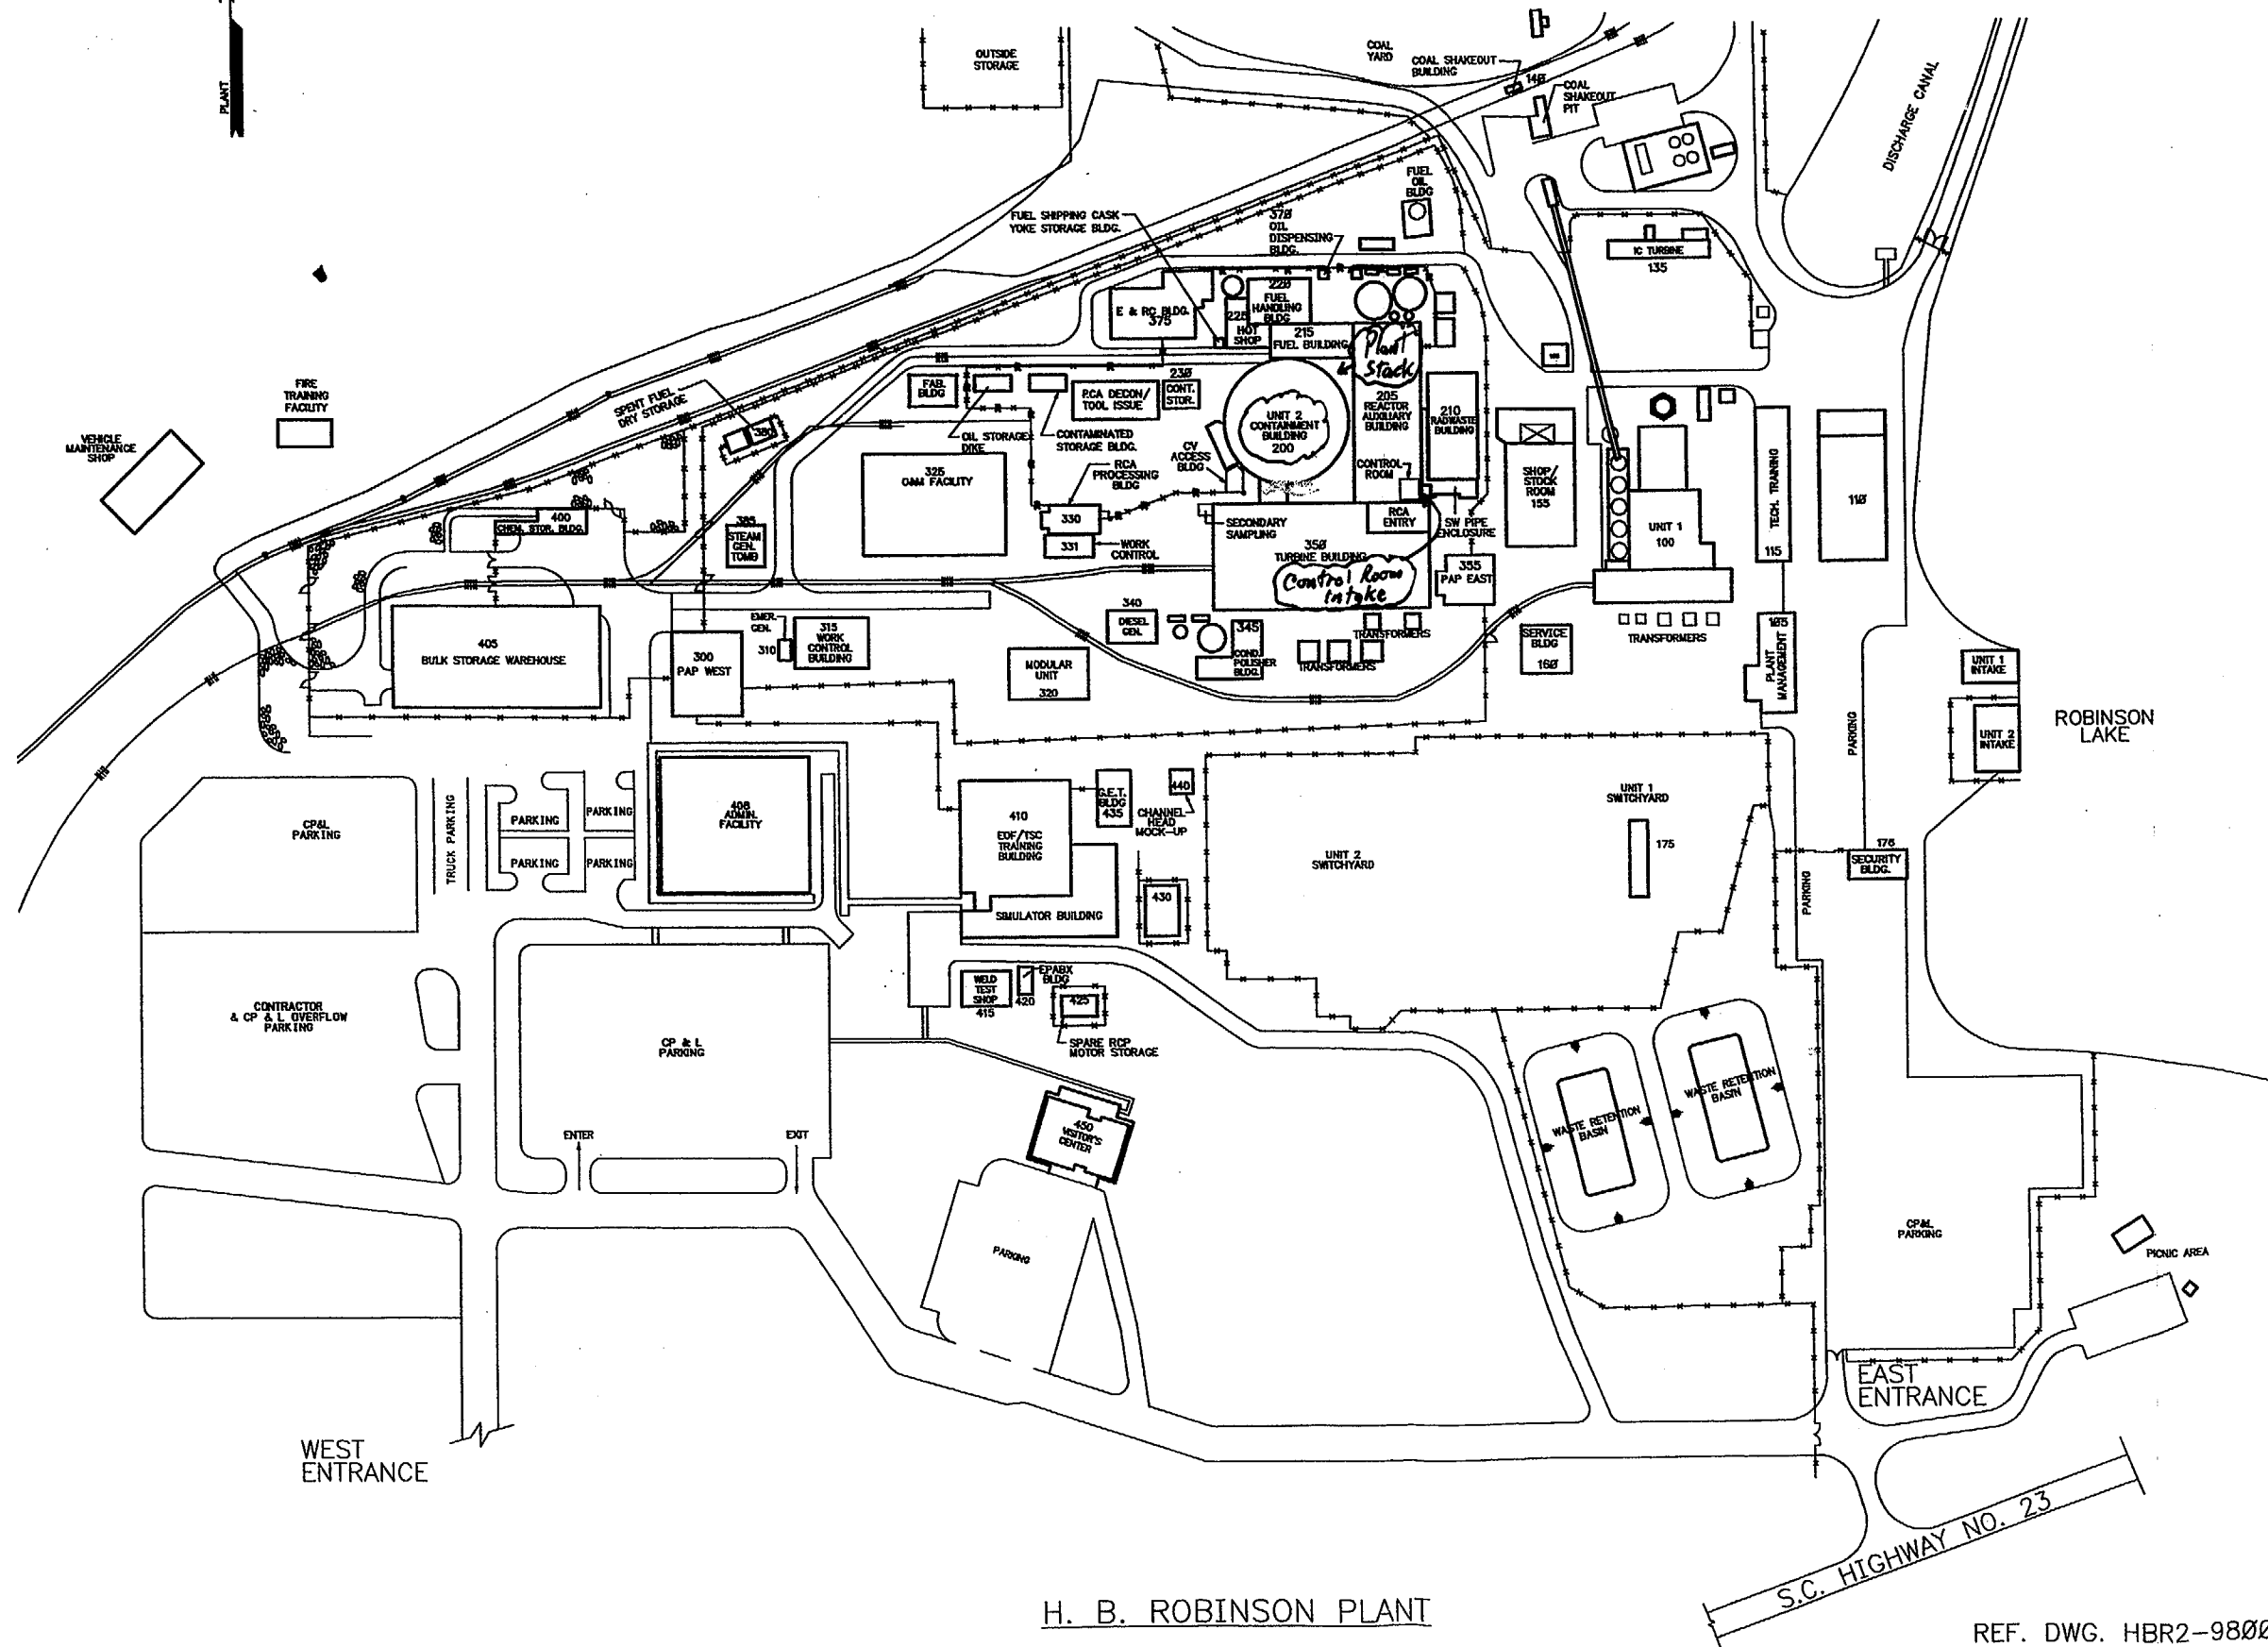 PLANT
OUTSIDE
STORAGE
COAL
YARD
COAL SHAKEOUT
BUILDING
140
COAL
SHAKEOUT
PIT
DISCHARGE CANAL
FUEL
OIL
BLDG
FUEL SHIPPING CASK
YOKE STORAGE BLDG.
370
OIL
DISPENSING
BLDG.
IC TURBINE
135
E & RC BLDG.
375
220
FUEL
HANDLING
BLDG
225
HOT
SHOP
215
FUEL BUILDING
Plant
Stack
FIRE
TRAINING
FACILITY
VEHICLE
MAINTENANCE
SHOP
SPENT FUEL
DRY STORAGE
380
FAB.
BLDG
OIL STORAGE
DIKE
CONTAMINATED
STORAGE BLDG.
RCA DECON/
TOOL ISSUE
230
CONT.
STOR.
UNIT 2
CONTAINMENT
BUILDING
200
205
REACTOR
AUXILIARY
BUILDING
210
RADWASTE
BUILDING
CV
ACCESS
BLDG
CONTROL
ROOM
SHOP/
STOCK
ROOM
155
UNIT 1
100
TECH. TRAINING
115
110
325
O&M FACILITY
RCA
PROCESSING
BLDG
330
331
WORK
CONTROL
SECONDARY
SAMPLING
RCA
ENTRY
SW PIPE
ENCLOSURE
350
TURBINE BUILDING
Control Room
Intake
355
PAP EAST
400
CHEM. STOR. BLDG.
385
STEAM
GEN.
TOMB
405
BULK STORAGE WAREHOUSE
300
PAP WEST
EMER.
GEN.
310
315
WORK
CONTROL
BUILDING
MODULAR
UNIT
320
340
DIESEL
GEN.
345
COND.
POLISHER
BLDG.
TRANSFORMERS
TRANSFORMERS
SERVICE
BLDG
160
TRANSFORMERS
105
PLANT
MANAGEMENT
PARKING
UNIT 1
INTAKE
UNIT 2
INTAKE
ROBINSON
LAKE
CP&L
PARKING
TRUCK PARKING
PARKING
PARKING
PARKING
PARKING
408
ADMIN.
FACILITY
410
EOF/TSC
TRAINING
BUILDING
SIMULATOR BUILDING
G.E.T.
BLDG
435
440
CHANNEL
HEAD
MOCK-UP
430
UNIT 2
SWITCHYARD
UNIT 1
SWITCHYARD
175
PARKING
SECURITY
BLDG.
CONTRACTOR
& CP & L OVERFLOW
PARKING
CP & L
PARKING
WELD
TEST
SHOP
415
EPABX
BLDG
420
425
SPARE RCP
MOTOR STORAGE
450
VISITOR'S
CENTER
PARKING
ENTER
EXIT
WASTE RETENTION
BASIN
WASTE RETENTION
BASIN
CP&L
PARKING
PICNIC AREA
EAST
ENTRANCE
WEST
ENTRANCE
S.C. HIGHWAY NO. 23
H. B. ROBINSON PLANT
REF. DWG. HBR2-980